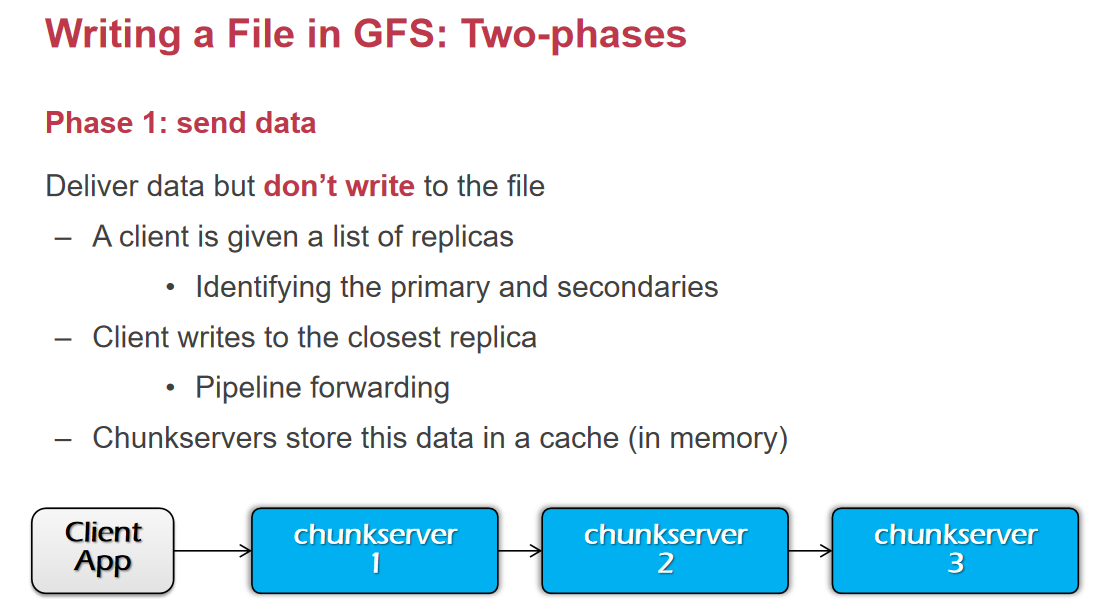 Writing a File in GFS: Two-phases
Phase 1: send data
Deliver data but don’t write to the file
– A client is given a list of replicas
• Identifying the primary and secondaries
– Client writes to the closest replica
• Pipeline forwarding
– Chunkservers store this data in a cache (in memory)
Client
App
chunkserver
1
chunkserver
2
chunkserver
3